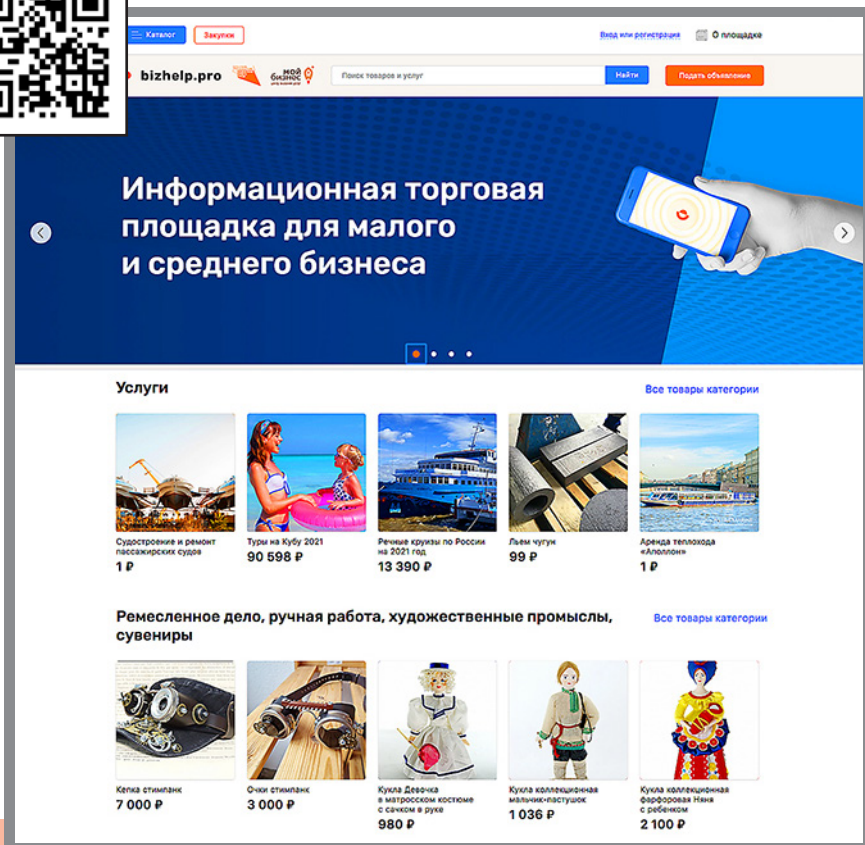 Каталог
Закупки
Вход или регистрация
О площадке
bizhelp.pro
мой бизнес
Поиск товаров и услуг
Найти
Подать объявление
Информационная торговая
площадка для малого
и среднего бизнеса
Услуги
Все товары категории
Судостроение и ремонт
пассажирских судов
1 ₽
Туры на Кубу 2021
90 598 ₽
Речные круизы по России
на 2021 год
13 390 ₽
Льем чугун
99 ₽
Аренда теплохода
«Аполлон»
1 ₽
Ремесленное дело, ручная работа, художественные промыслы,
сувениры
Все товары категории
Кепка стимпанк
7 000 ₽
Очки стимпанк
3 000 ₽
Кукла Девочка
в матросском костюме
с сачком в руке
980 ₽
Кукла коллекционная
мальчик-пастушок
1 036 ₽
Кукла коллекционная
фарфоровая Няня
с ребенком
2 100 ₽